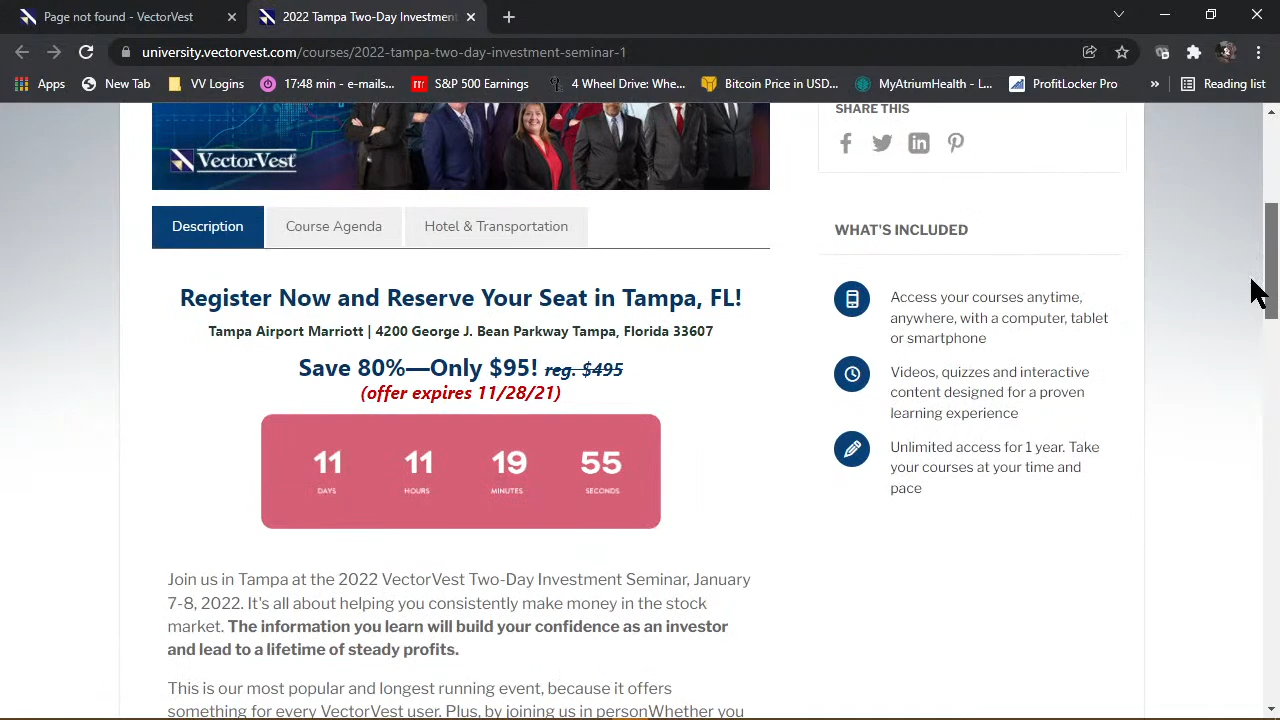 Page not found - VectorVest
2022 Tampa Two-Day Investment
university.vectorvest.com/courses/2022-tampa-two-day-investment-seminar-1
Apps
New Tab
VV Logins
17:48 min - e-mails...
S&P 500 Earnings
4 Wheel Drive: Whe...
Bitcoin Price in USD...
MyAtriumHealth - L...
ProfitLocker Po
»
Reading list
VectorVest
SHARE THIS
Description
Course Agenda
Hotel & Transportation
Register Now and Reserve Your Seat in Tampa, FL!
Tampa Airport Marriott | 4200 George J. Bean Parkway Tampa, Florida 33607
Save 80%—Only $95! reg. $495
(offer expires 11/28/21)
11 11 19 55
DAYS HOURS MINUTES SECONDS
Join us in Tampa at the 2022 VectorVest Two-Day Investment Seminar, January
7-8, 2022. It's all about helping you consistently make money in the stock
market. The information you learn will build your confidence as an investor
and lead to a lifetime of steady profits.
This is our most popular and longest running event, because it offers
something for every VectorVest user. Plus, by joining us in personWhether you
WHAT'S INCLUDED
Access your courses anytime,
anywhere, with a computer, tablet
or smartphone
Videos, quizzes and interactive
content designed for a proven
learning experience
Unlimited access for 1 year. Take
your courses at your time and
pace